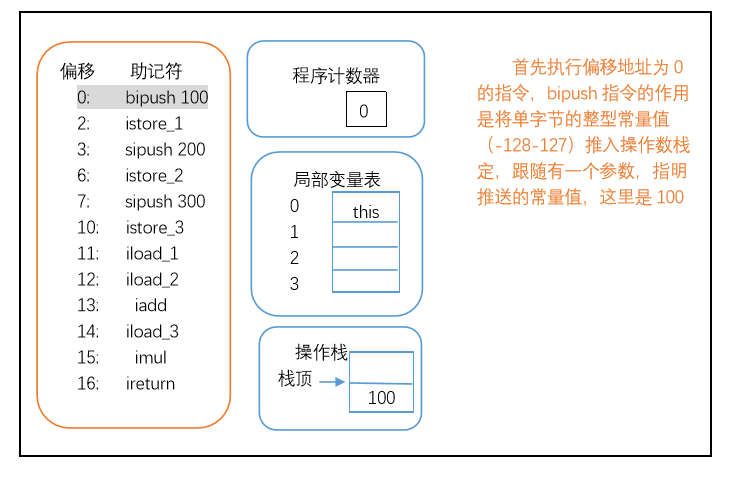 偏移 助记符
0: bipush 100
2: istore_1
3: sipush 200
6: istore_2
7: sipush 300
10: istore_3
11: iload_1
12: iload_2
13: iadd
14: iload_3
15: imul
16: ireturn
程序计数器
0
局部变量表
0 this
1
2
3
操作栈
栈顶
100
首先执行偏移地址为 0
的指令，bipush 指令的作用
是将单字节的整型常量值
（-128-127）推入操作数栈
定，跟随有一个参数，指明
推送的常量值，这里是 100